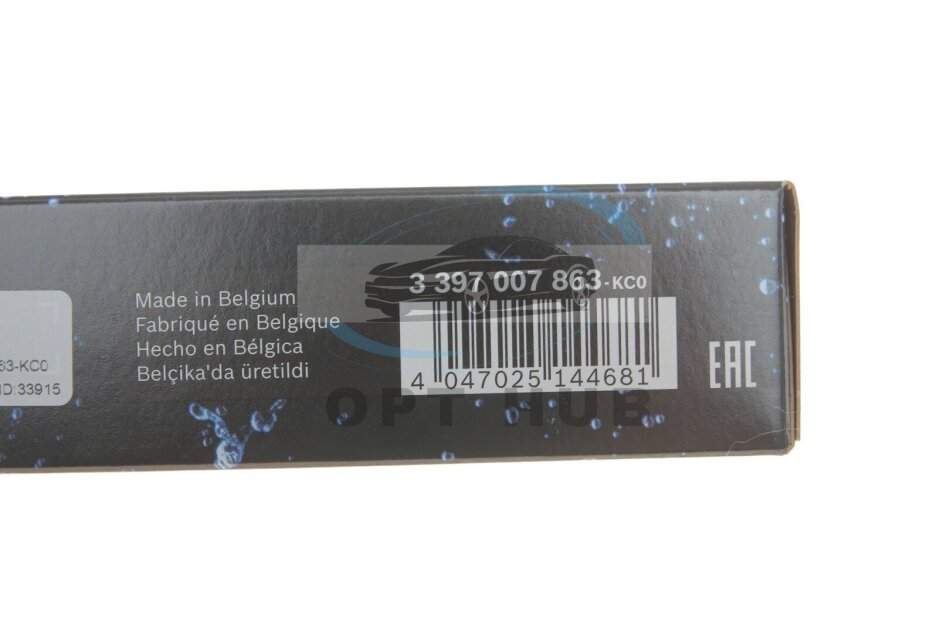 63-KC0
ID:33915
Made in Belgium
Fabriqué en Belgique
Hecho en Bélgica
Belçika'da üretildi
3 397 007 863-KC0
4 047025 144681
EAC
OPT HUB